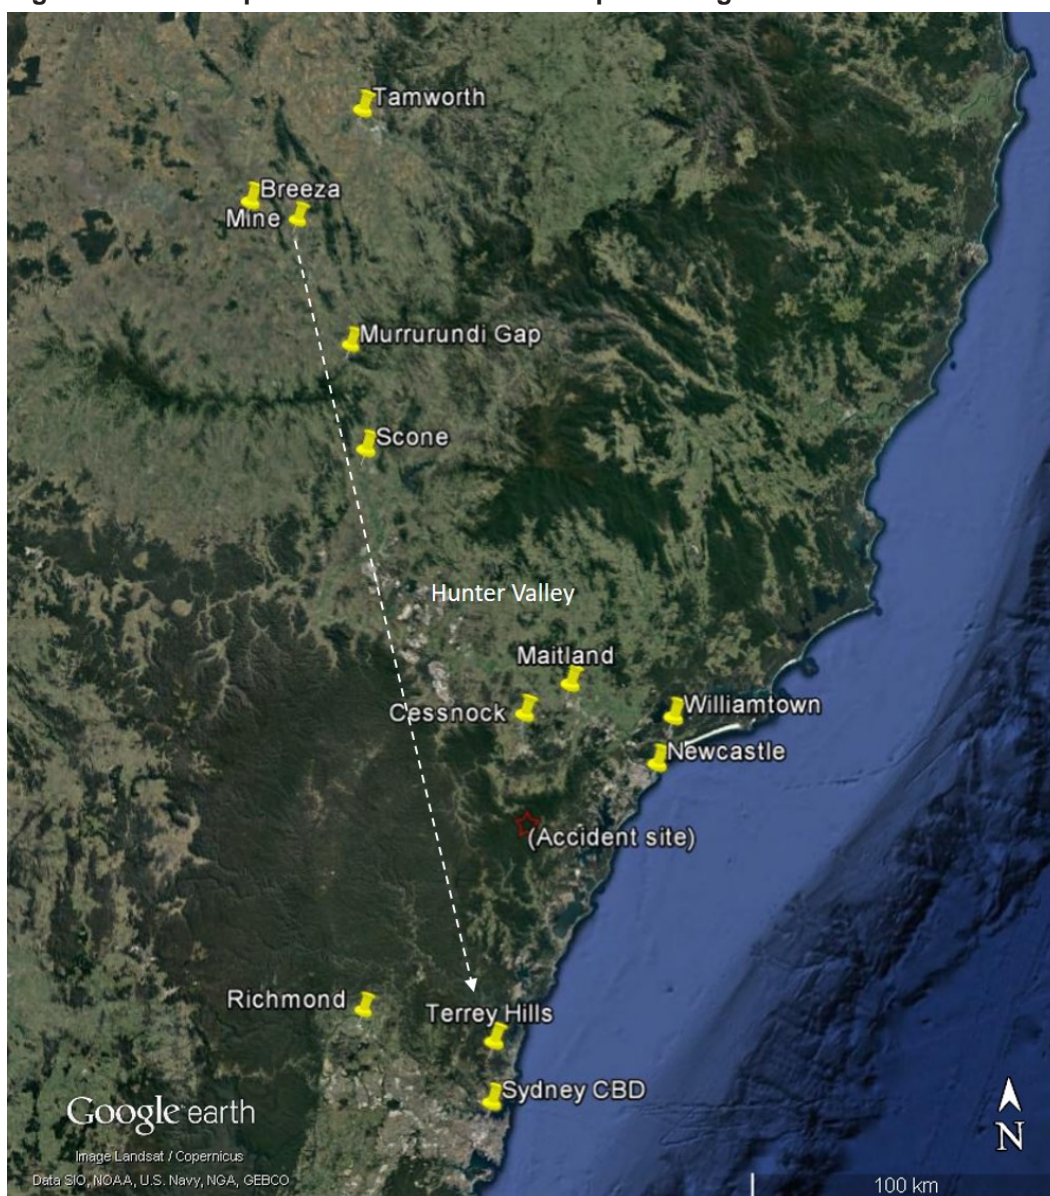 Tamworth
Breeza
Mine
Murrurundi Gap
Scone
Hunter Valley
Maitland
Cessnock
Williamtown
Newcastle
(Accident site)
Richmond
Terrey Hills
Sydney CBD
Google earth
Image Landsat / Copernicus
Data SIO, NOAA, U.S. Navy, NGA, GEBCO
N
100 km